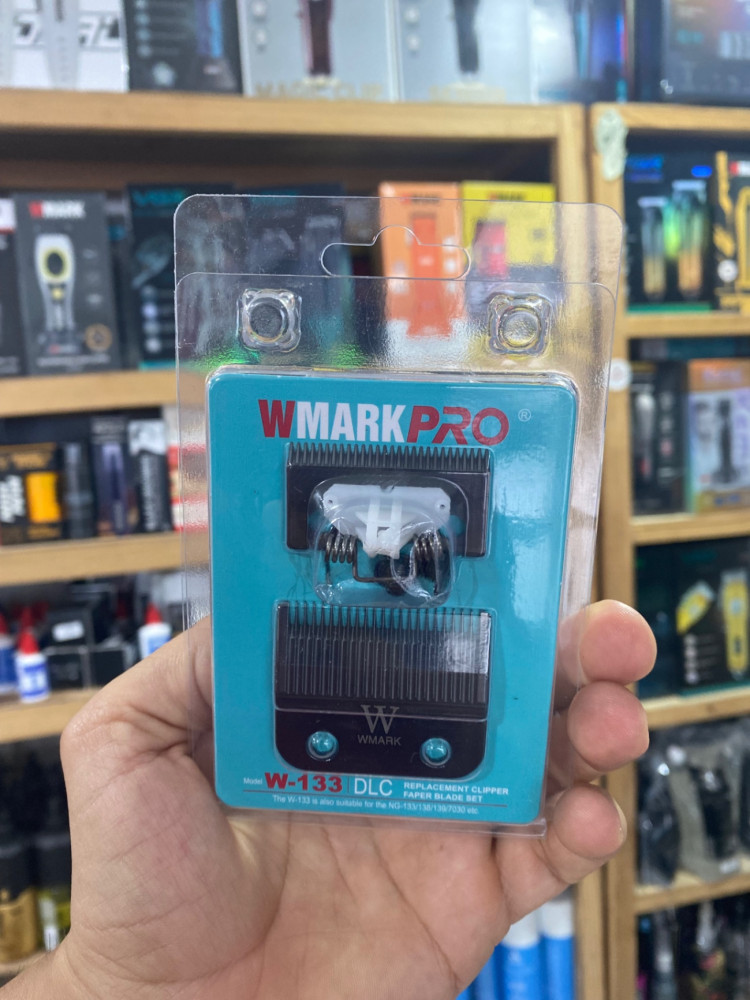 WMARK
WMARKPRO®
W
WMARK
Model W-133 DLC REPLACEMENT CLIPPER
FAPER BLADE SET
The W-133 is also suitable for the NG-133/138/139/7030 etc.